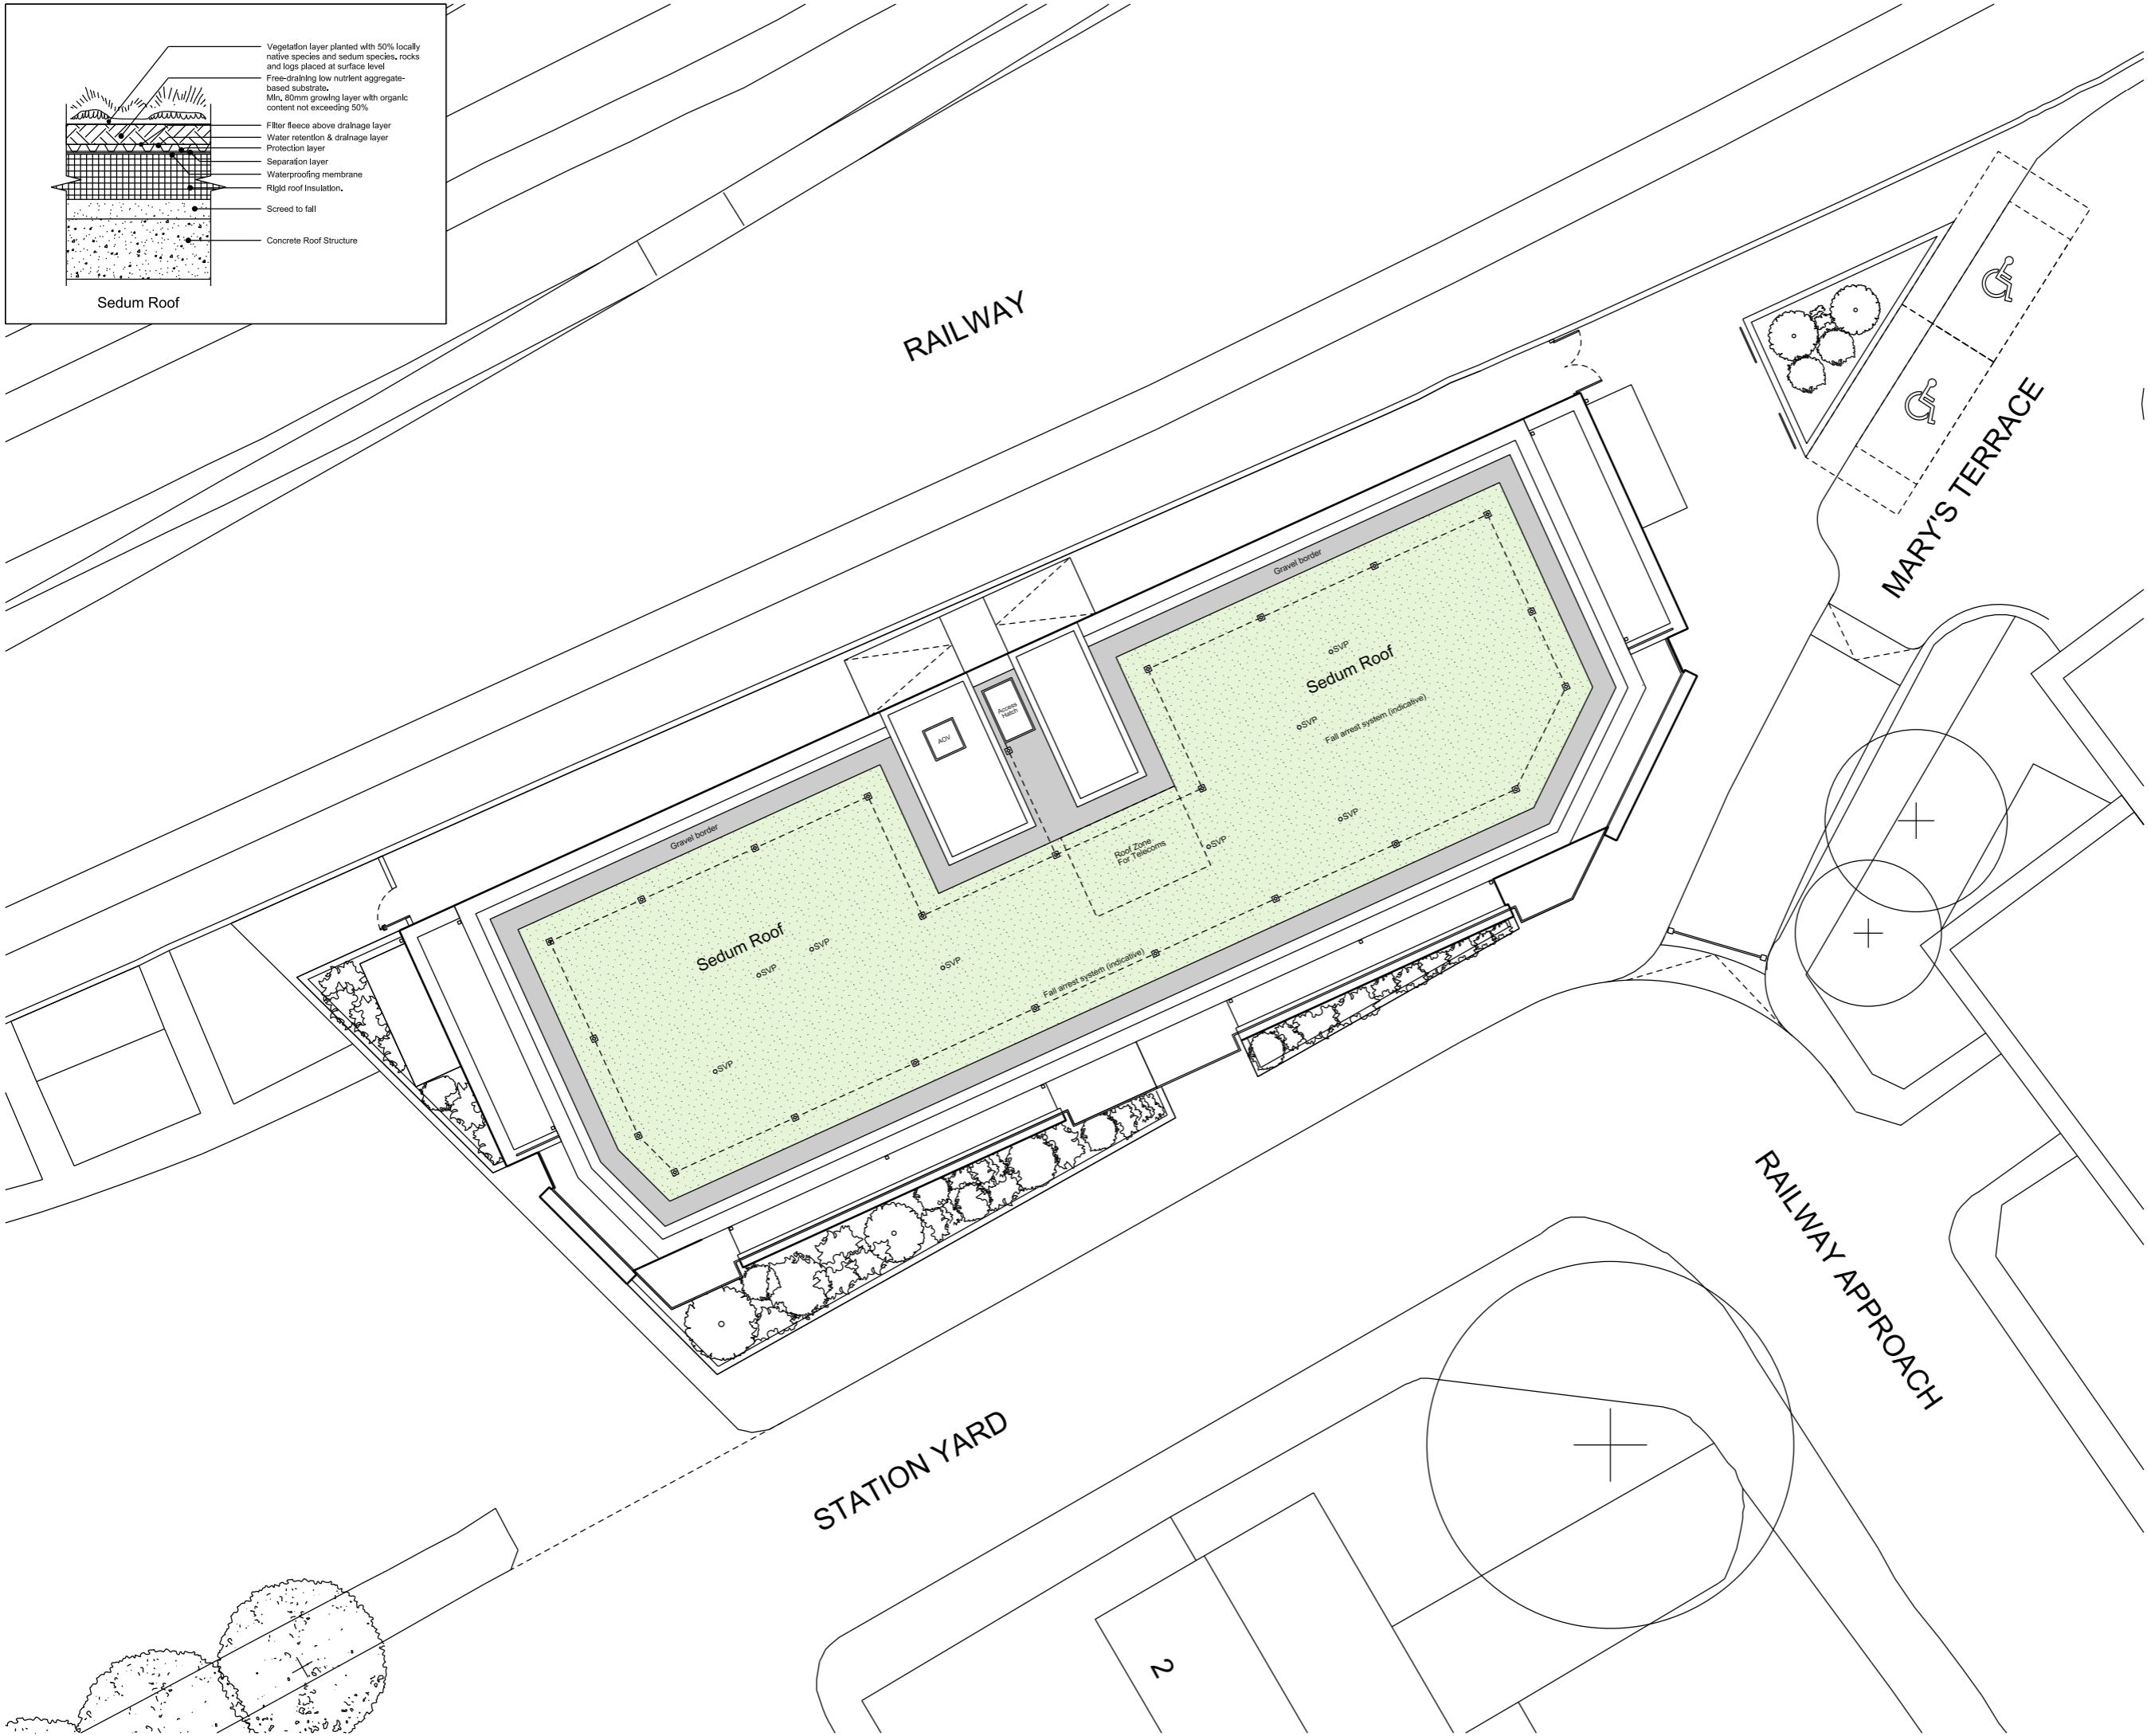 Vegetation layer planted with 50% locally
native species and sedum species, rocks
and logs placed at surface level
Free-draining low nutrient aggregate-
based substrate.
Min. 80mm growing layer with organic
content not exceeding 50%
Filter fleece above drainage layer
Water retention & drainage layer
Protection layer
Separation layer
Waterproofing membrane
Rigid roof insulation.
Screed to fall
Concrete Roof Structure
Sedum Roof
RAILWAY
MARY'S TERRACE
Gravel border
SVP
Sedum Roof
SVP
Fall arrest system (indicative)
Access
Hatch
AOV
SVP
SVP
Roof Zone
For Telecoms
Gravel border
Sedum Roof
SVP
SVP
SVP
Fall arrest system (indicative)
SVP
RAILWAY APPROACH
STATION YARD
2